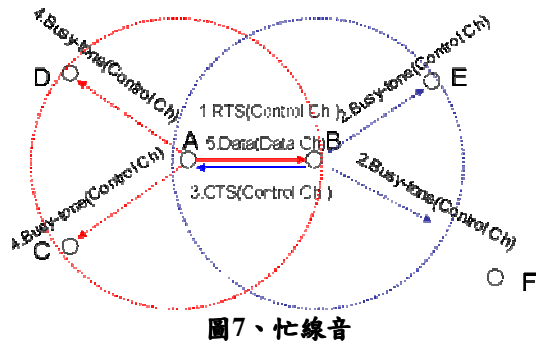 4.Busy-tone(Control Ch)
D
2.Busy-tone(Control Ch)
E
1.RTS(Control Ch )
A
5.Data(Data Ch)
B
3.CTS(Control Ch )
4.Busy-tone(Control Ch)
C
2.Busy-tone(Control Ch)
F
圖7、忙線音